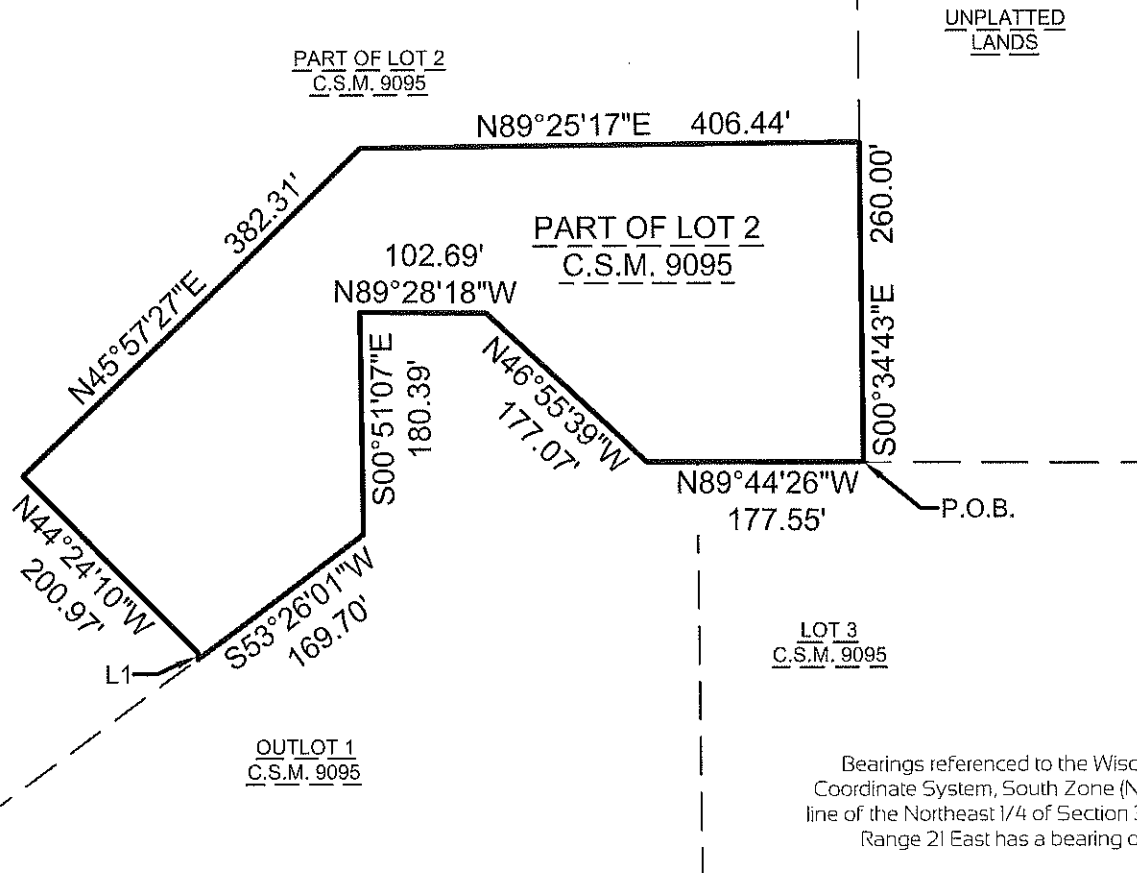 UNPLATTED
LANDS
PART OF LOT 2
C.S.M. 9095
N89°25'17"E 406.44'
260.00'
S00°34'43"E
382.31'
N45°57'27"E
PART OF LOT 2
C.S.M. 9095
102.69'
N89°28'18"W
S00°51'07"E
180.39'
N46°55'39"W
177.07'
N89°44'26"W
177.55'
P.O.B.
N44°24'10"W
200.97'
S53°26'01"W
169.70'
L1
LOT 3
C.S.M. 9095
OUTLOT 1
C.S.M. 9095
Bearings referenced to the Wisc
Coordinate System, South Zone (N
line of the Northeast 1/4 of Section
Range 21 East has a bearing